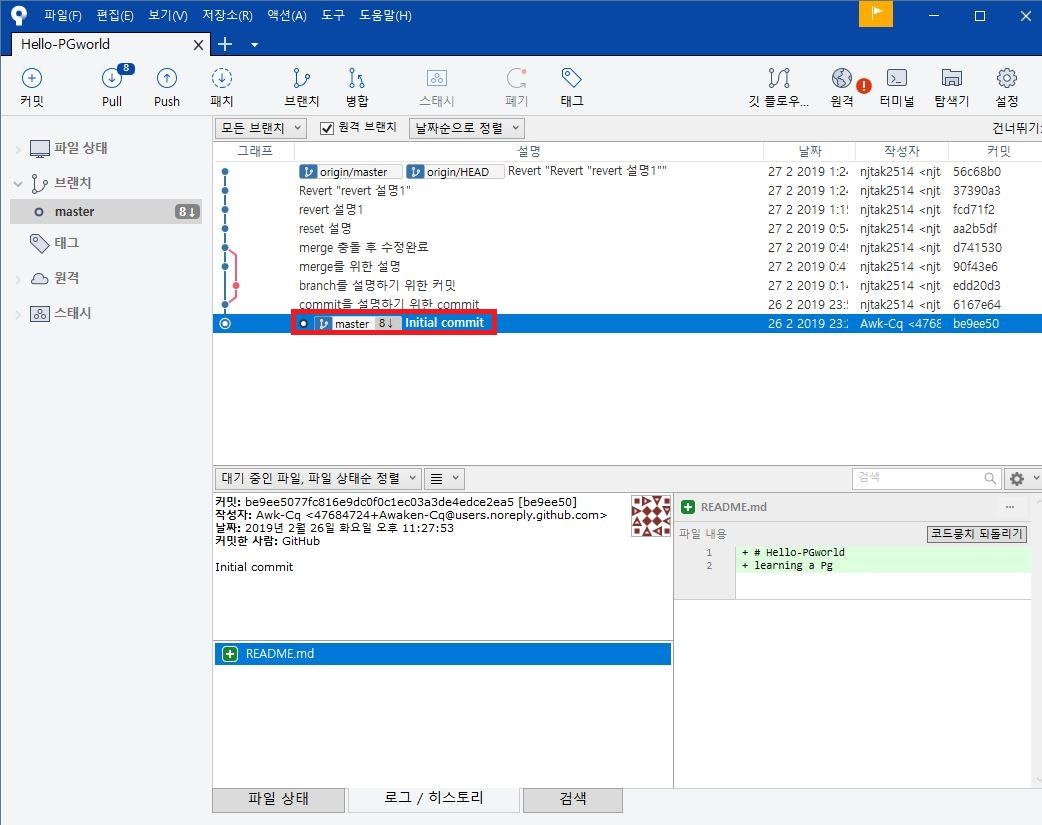 파일(F) 편집(E) 보기(V) 저장소(R) 액션(A) 도구 도움말(H)
Hello-PGworld
8
커밋 Pull Push 패치 브랜치 병합 스태시 폐기 태그 깃 플로우... 원격 터미널 탐색기 설정
모든 브랜치 원격 브랜치 날짜순으로 정렬 건너뛰기:
파일 상태
브랜치
master 8↓
태그
원격
스태시
그래프 설명 날짜 작성자 커밋
origin/master origin/HEAD Revert "Revert "revert 설명1"" 27 2 2019 1:24 njtak2514 <njta 56c68b0
Revert "revert 설명1" 27 2 2019 1:24 njtak2514 <njta 37390a3
revert 설명1 27 2 2019 1:15 njtak2514 <njta fcd71f2
reset 설명 27 2 2019 0:54 njtak2514 <njta aa2b5df
merge 충돌 후 수정완료 27 2 2019 0:49 njtak2514 <njta d741530
merge를 위한 설명 27 2 2019 0:4 njtak2514 <njta 90f43e6
branch를 설명하기 위한 커밋 27 2 2019 0:14 njtak2514 <njta edd20d3
commit을 설명하기 위한 commit 26 2 2019 23: njtak2514 <njta 6167e64
master 8↓ Initial commit 26 2 2019 23:2 Awk-Cq <47684 be9ee50
대기 중인 파일, 파일 상태순 정렬 검색
커밋: be9ee5077fc816e9dc0f0c1ec03a3de4edce2ea5 [be9ee50]
작성자: Awk-Cq <47684724+Awaken-Cq@users.noreply.github.com>
날짜: 2019년 2월 26일 화요일 오후 11:27:53
커밋한 사람: GitHub
Initial commit
README.md
README.md ...
파일 내용 코드뭉치 되돌리기
1 + # Hello-PGworld
2 + learning a Pg
파일 상태 로그 / 히스토리 검색